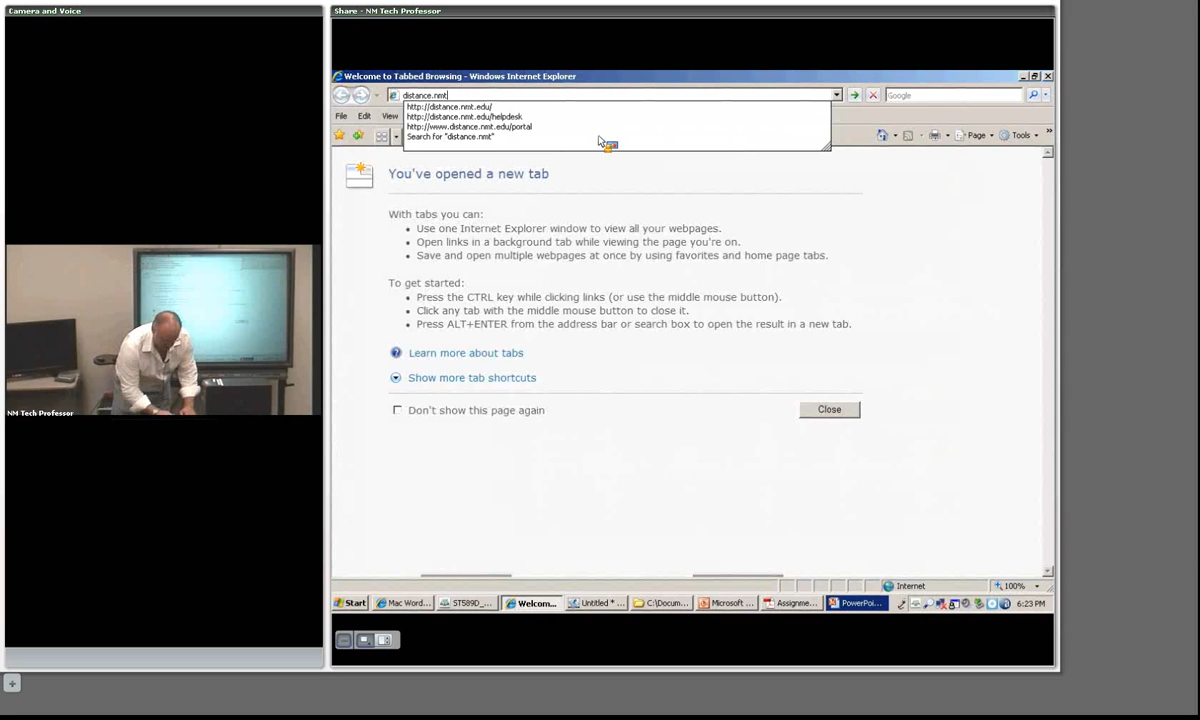 Camera and Voice
Share - NM Tech Professor
Welcome to Tabbed Browsing - Windows Internet Explorer
distance.nmt
Google
http://distance.nmt.edu/
http://distance.nmt.edu/helpdesk
http://www.distance.nmt.edu/portal
Search for "distance.nmt"
File Edit View
Page Tools
You've opened a new tab
With tabs you can:
Use one Internet Explorer window to view all your webpages.
Open links in a background tab while viewing the page you're on.
Save and open multiple webpages at once by using favorites and home page tabs.
To get started:
Press the CTRL key while clicking links (or use the middle mouse button).
Click any tab with the middle mouse button to close it.
Press ALT+ENTER from the address bar or search box to open the result in a new tab.
Learn more about tabs
Show more tab shortcuts
Don't show this page again
Close
NM Tech Professor
Internet 100%
Start Mac Word... ST589D_... Welcom... Untitled * ... C:\Docum... Microsoft ... Assignme... PowerPoi... 6:23 PM